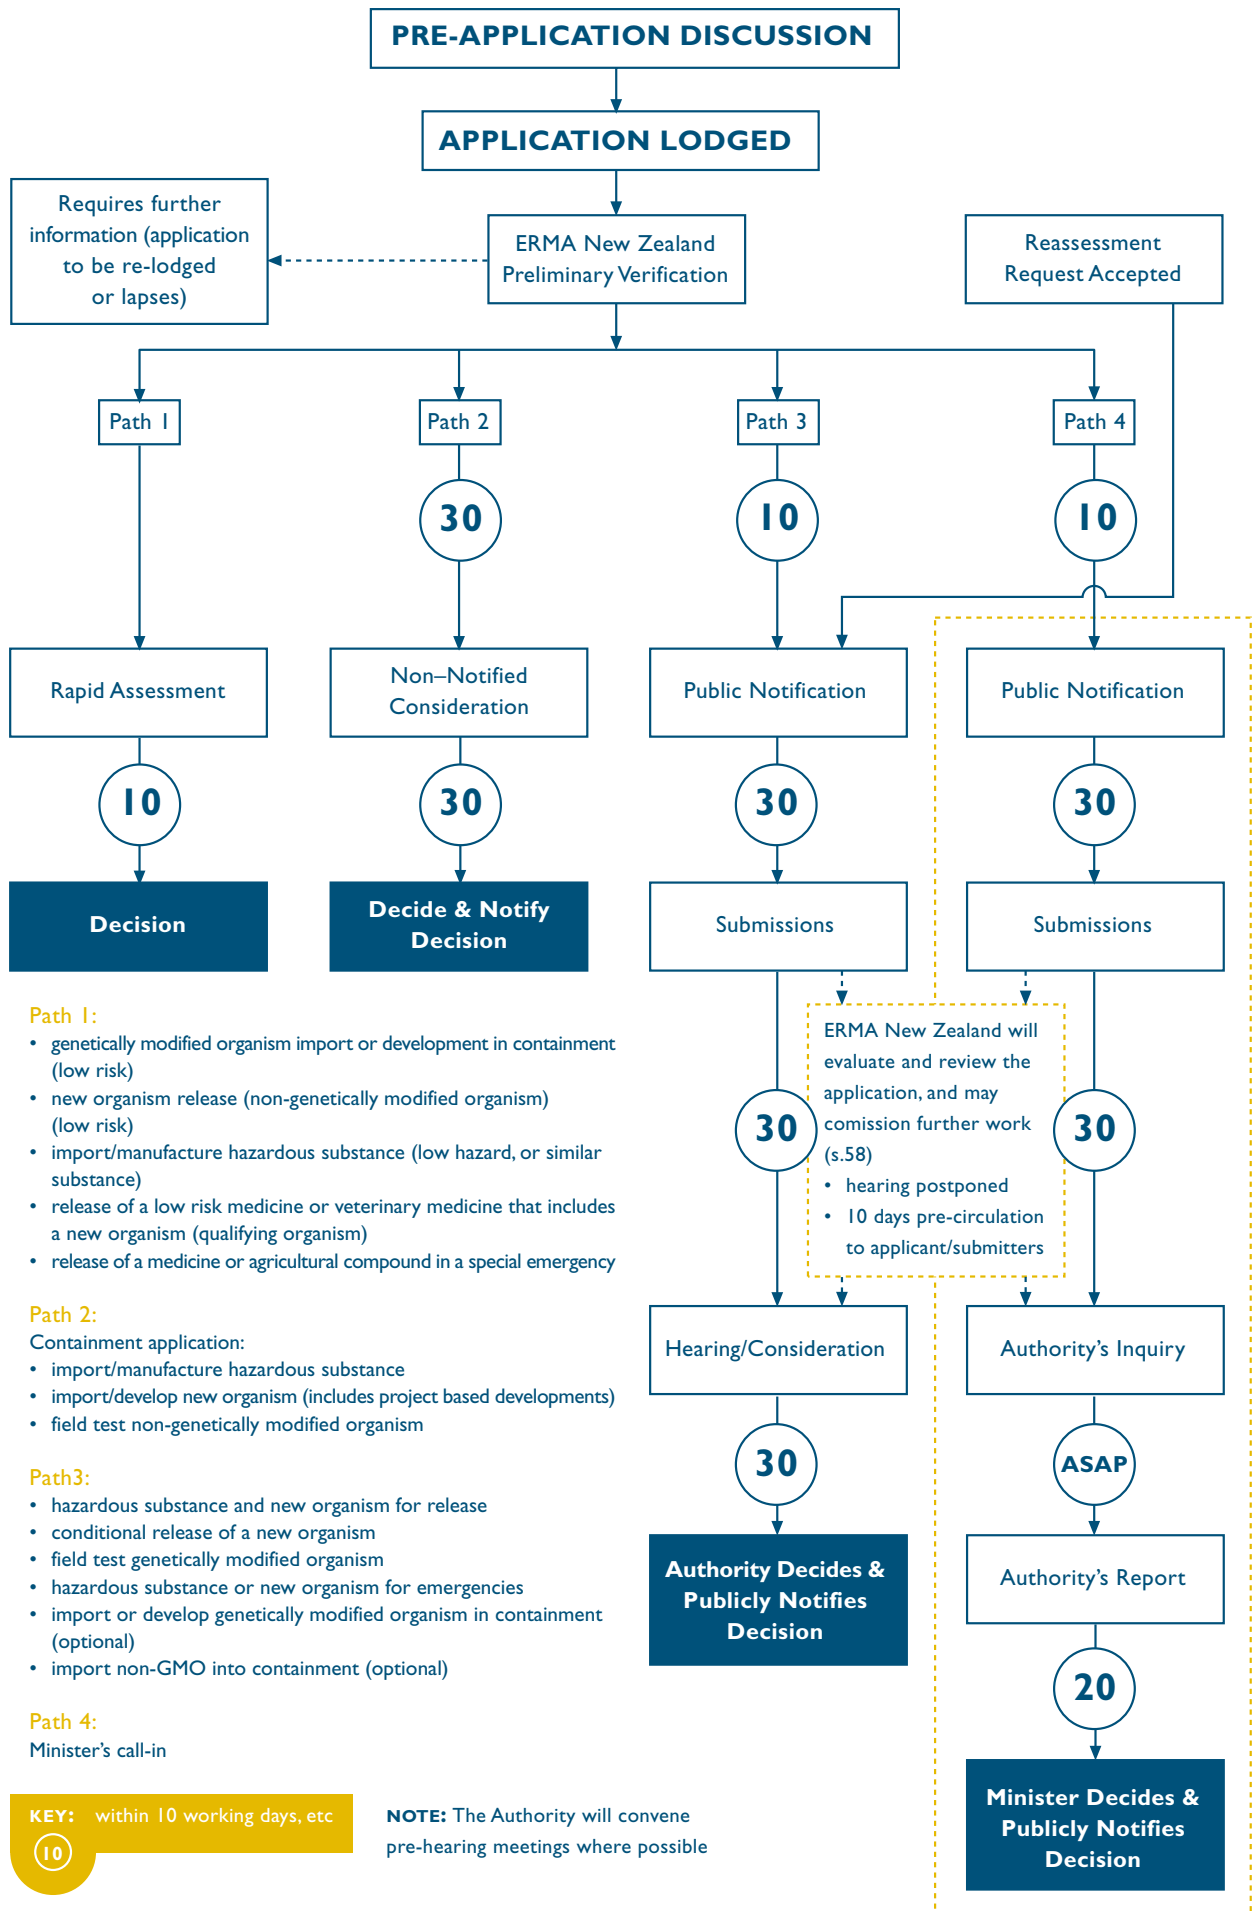 PRE-APPLICATION DISCUSSION
APPLICATION LODGED
Requires further
information (application
to be re-lodged
or lapses)
ERMA New Zealand
Preliminary Verification
Reassessment
Request Accepted
Path 1
Path 2
Path 3
Path 4
30
10
10
Rapid Assessment
Non–Notified
Consideration
Public Notification
Public Notification
10
30
30
30
Decision
Decide & Notify
Decision
Submissions
Submissions
ERMA New Zealand will
evaluate and review the
application, and may
comission further work
(s.58)
• hearing postponed
• 10 days pre-circulation
to applicant/submitters
30
30
Hearing/Consideration
Authority's Inquiry
30
ASAP
Authority Decides &
Publicly Notifies
Decision
Authority's Report
20
Minister Decides &
Publicly Notifies
Decision
Path 1:
• genetically modified organism import or development in containment
(low risk)
• new organism release (non-genetically modified organism)
(low risk)
• import/manufacture hazardous substance (low hazard, or similar
substance)
• release of a low risk medicine or veterinary medicine that includes
a new organism (qualifying organism)
• release of a medicine or agricultural compound in a special emergency
Path 2:
Containment application:
• import/manufacture hazardous substance
• import/develop new organism (includes project based developments)
• field test non-genetically modified organism
Path3:
• hazardous substance and new organism for release
• conditional release of a new organism
• field test genetically modified organism
• hazardous substance or new organism for emergencies
• import or develop genetically modified organism in containment
(optional)
• import non-GMO into containment (optional)
Path 4:
Minister's call-in
KEY: within 10 working days, etc
10
NOTE: The Authority will convene
pre-hearing meetings where possible